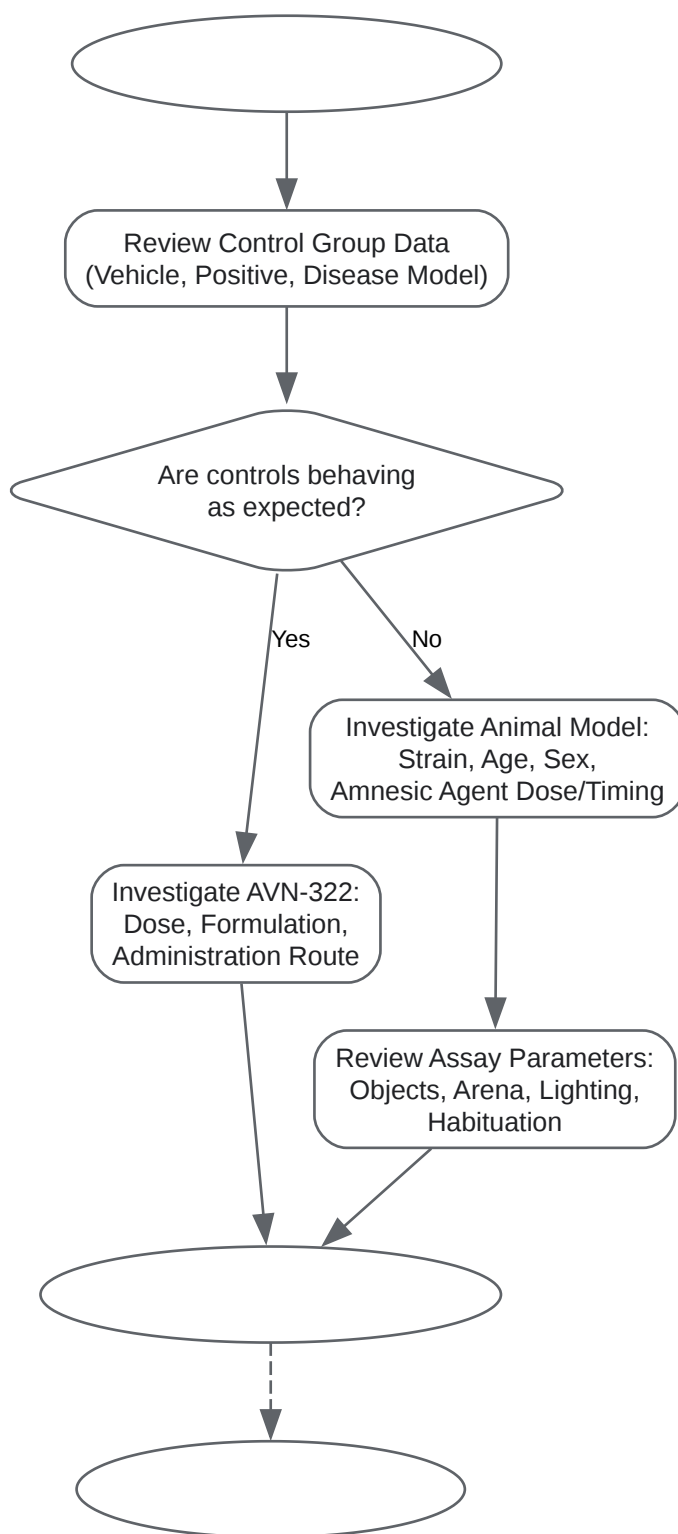 Review Control Group Data
(Vehicle, Positive, Disease Model)
Are controls behaving
as expected?
Yes
No
Investigate Animal Model:
Strain, Age, Sex,
Amnesic Agent Dose/Timing
Investigate AVN-322:
Dose, Formulation,
Administration Route
Review Assay Parameters:
Objects, Arena, Lighting,
Habituation